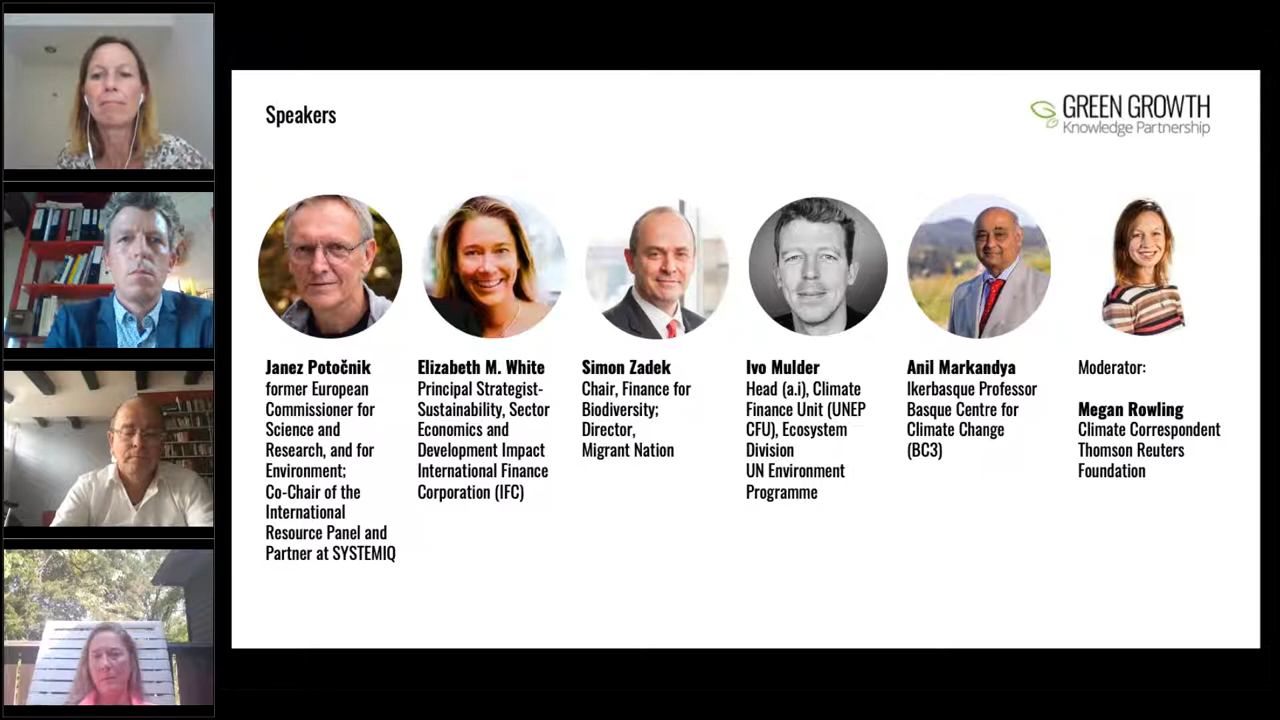 Speakers
GREEN GROWTH
Knowledge Partnership
Janez Potočnik
former European
Commissioner for
Science and
Research, and for
Environment;
Co-Chair of the
International
Resource Panel and
Partner at SYSTEMIQ
Elizabeth M. White
Principal Strategist-
Sustainability, Sector
Economics and
Development Impact
International Finance
Corporation (IFC)
Simon Zadek
Chair, Finance for
Biodiversity;
Director,
Migrant Nation
Ivo Mulder
Head (a.i), Climate
Finance Unit (UNEP
CFU), Ecosystem
Division
UN Environment
Programme
Anil Markandya
Ikerbasque Professor
Basque Centre for
Climate Change
(BC3)
Moderator:
Megan Rowling
Climate Correspondent
Thomson Reuters
Foundation